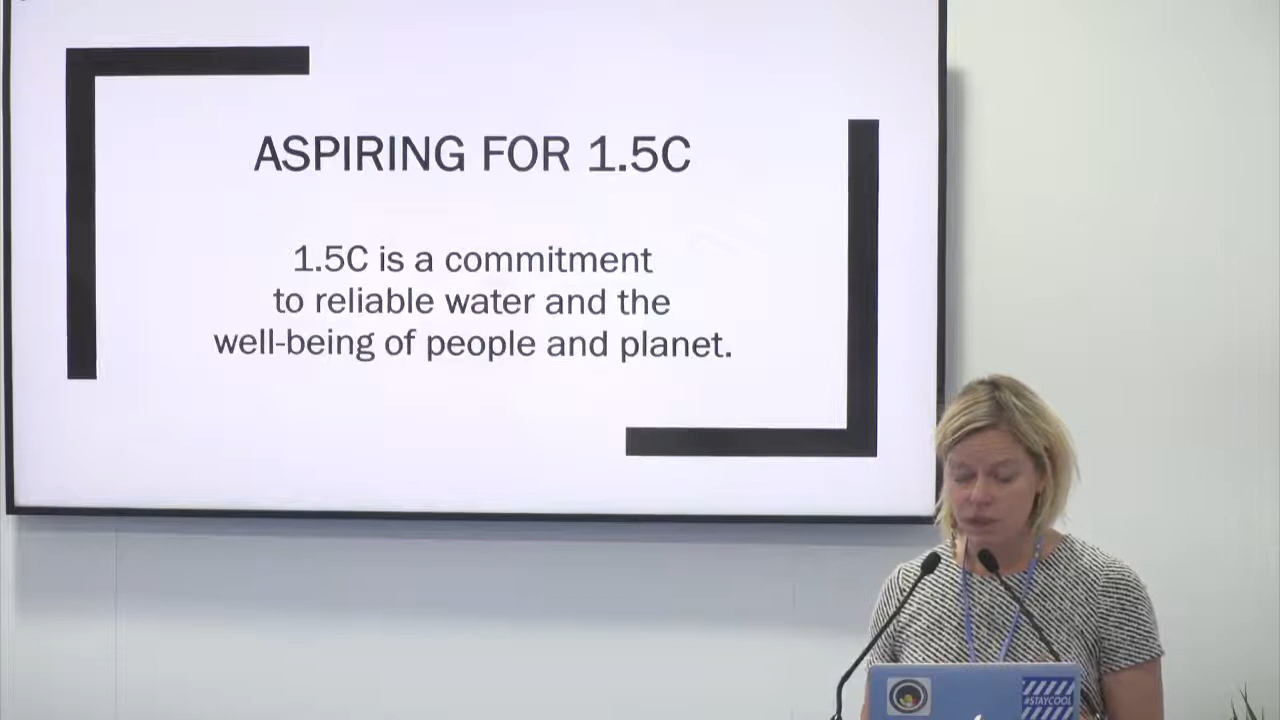 ASPIRING FOR 1.5C
1.5C is a commitment
to reliable water and the
well-being of people and planet.
#STAYCOOL